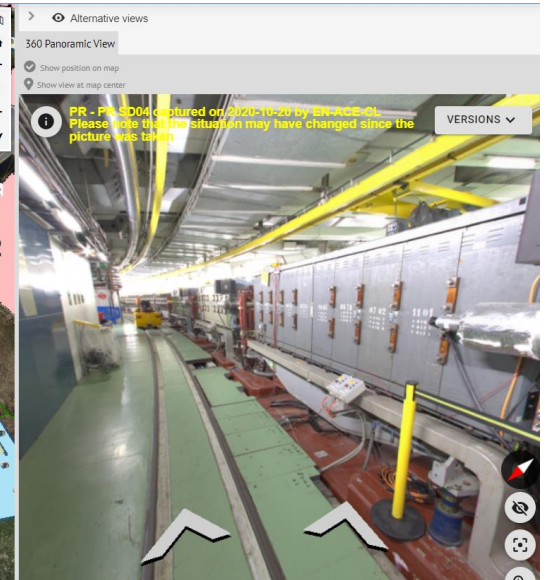 Alternative views
360 Panoramic View
Show position on map
Show view at map center
PR - PR-SD04 captured on 2020-10-20 by EN-ACE-CL
Please note that the situation may have changed since the
picture was taken
VERSIONS